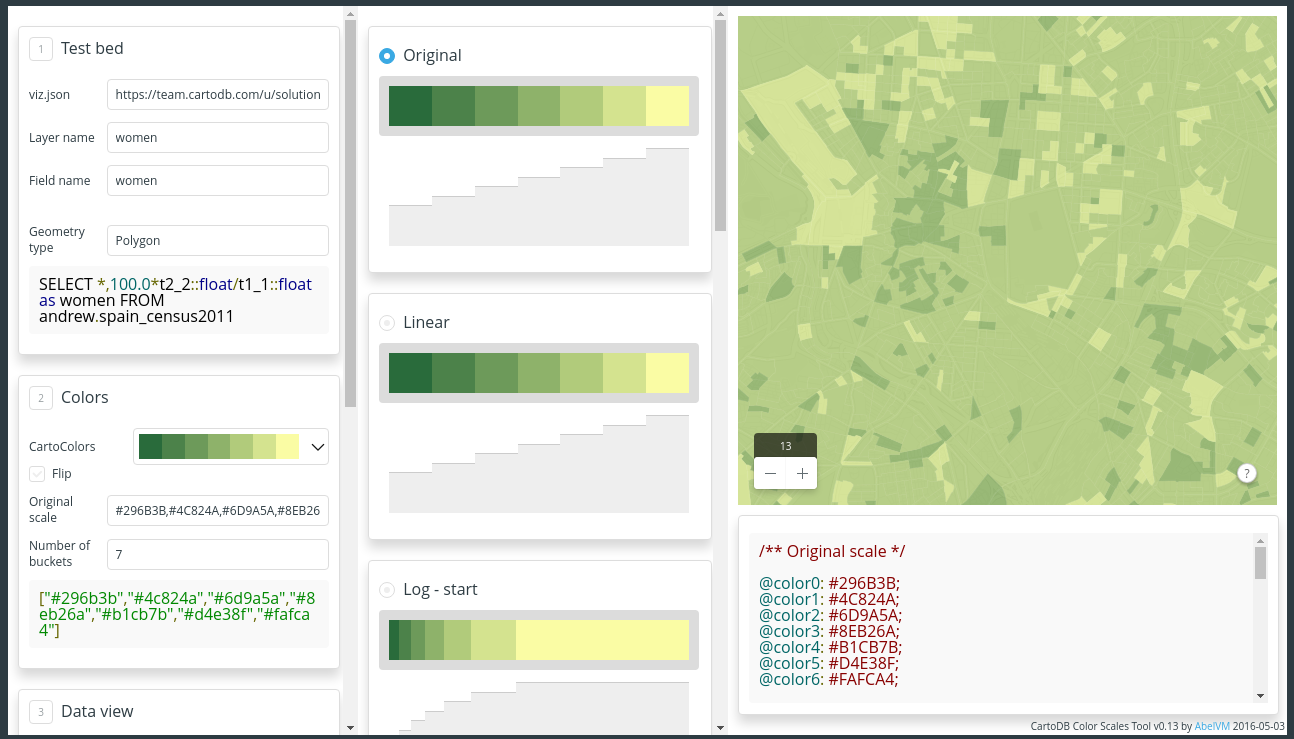 1 Test bed
viz.json https://team.cartodb.com/u/solution
Layer name women
Field name women
Geometry
type Polygon
SELECT *,100.0*t2_2::float/t1_1::float
as women FROM
andrew.spain_census2011
2 Colors
CartoColors
Flip
Original
scale #296B3B,#4C824A,#6D9A5A,#8EB26
Number of
buckets 7
["#296b3b","#4c824a","#6d9a5a","#8
eb26a","#b1cb7b","#d4e38f","#fafca
4"]
3 Data view
Original
Linear
Log - start
13
?
/** Original scale */
@color0: #296B3B;
@color1: #4C824A;
@color2: #6D9A5A;
@color3: #8EB26A;
@color4: #B1CB7B;
@color5: #D4E38F;
@color6: #FAFCA4;
CartoDB Color Scales Tool v0.13 by AbelVM 2016-05-03